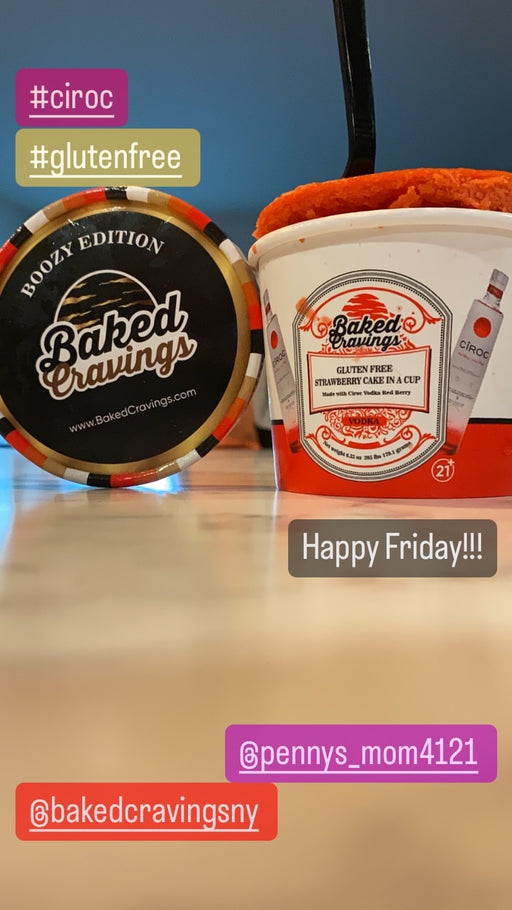 #ciroc
#glutenfree
BOOZY EDITION
Baked
Cravings
www.BakedCravings.com
Baked
Cravings
GLUTEN FREE
STRAWBERRY CAKE IN A CUP
Made with Ciroc Vodka Red Berry
VODKA
CÎROC
21+
Happy Friday!!!
@pennys_mom4121
@bakedcravingsny